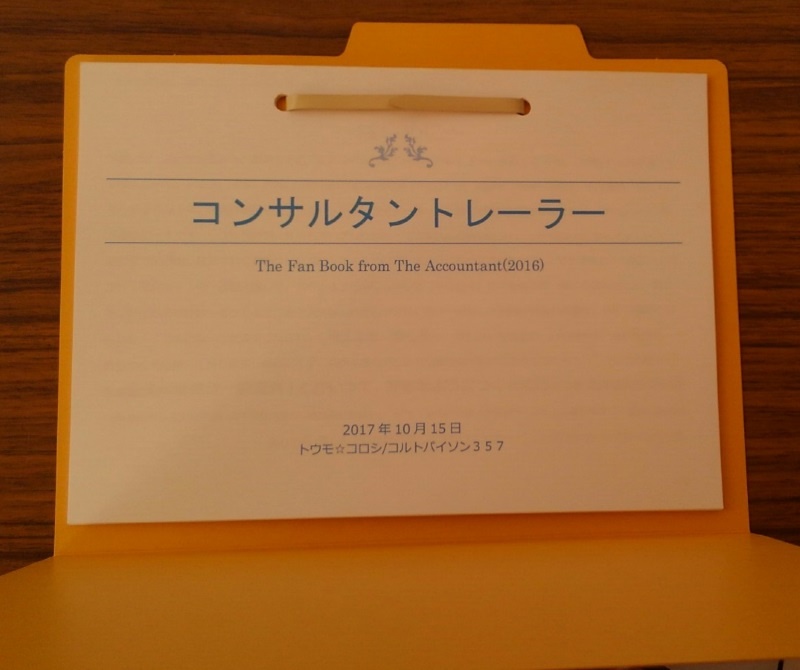 コンサルタントレーラー
The Fan Book from The Accountant(2016)
2017年10月15日
トウモ☆コロシ/コルトパイソン357